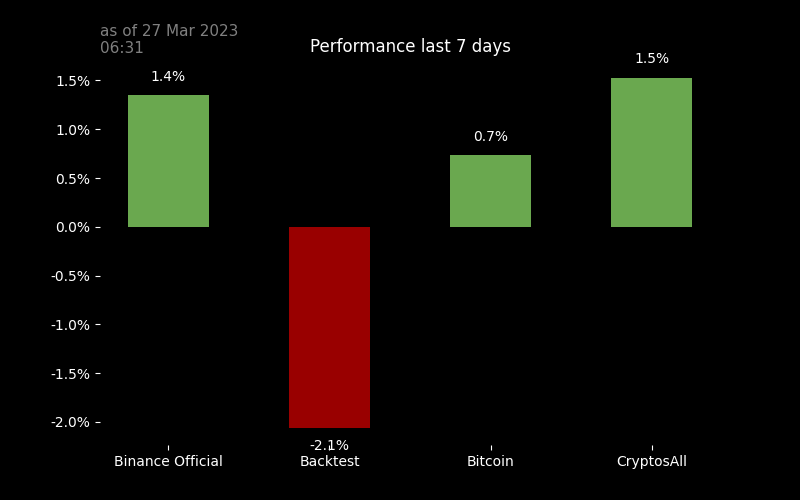 as of 27 Mar 2023
06:31
Performance last 7 days
1.5%
1.0%
0.5%
0.0%
-0.5%
-1.0%
-1.5%
-2.0%
1.4%
-2.1%
0.7%
1.5%
Binance Official
Backtest
Bitcoin
CryptosAll